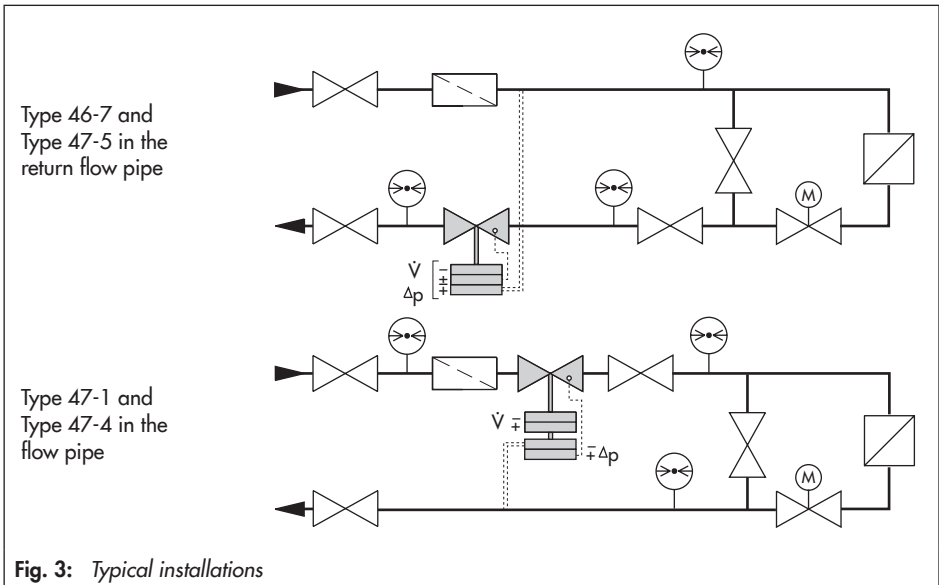 Type 46-7 and
Type 47-5 in the
return flow pipe
M
V̇
Δp
−
±
+
Type 47-1 and
Type 47-4 in the
flow pipe
V̇ −
+
− Δp
+
M
Fig. 3: Typical installations